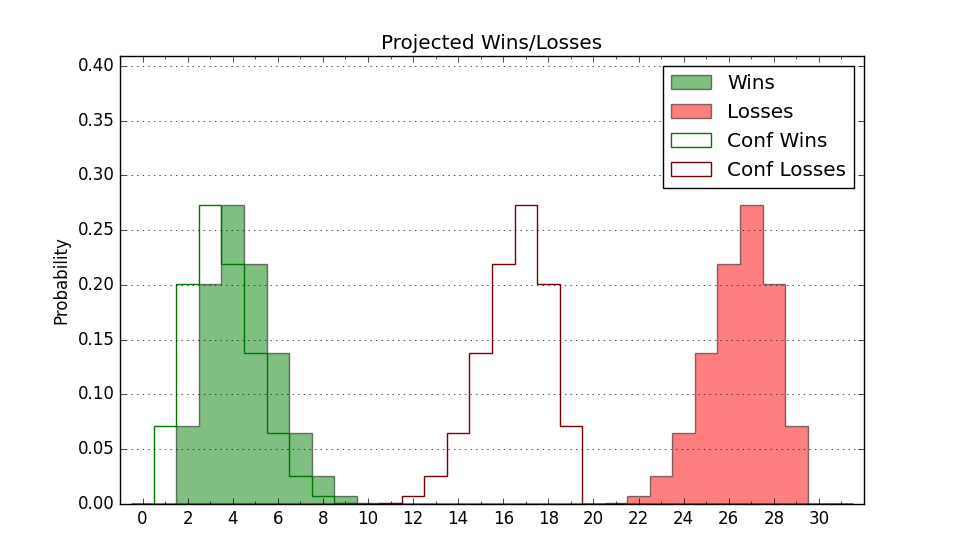 Projected Wins/Losses
0.40
0.35
0.30
0.25
0.20
0.15
0.10
0.05
0.00
Probability
Wins
Losses
Conf Wins
Conf Losses
0 2 4 6 8 10 12 14 16 18 20 22 24 26 28 30